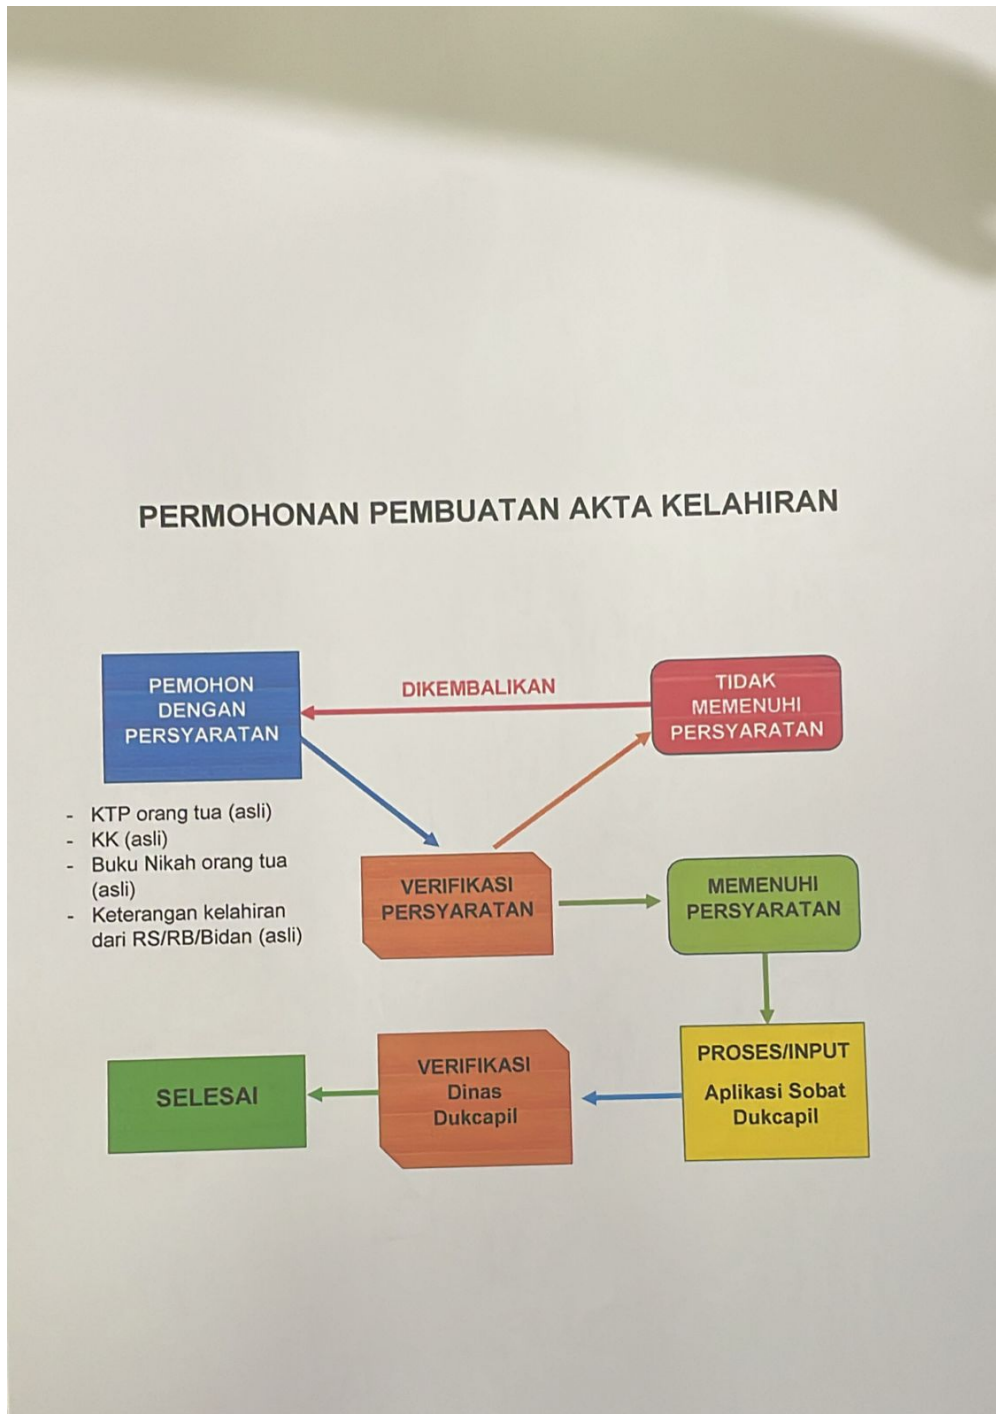 PERMOHONAN PEMBUATAN AKTA KELAHIRAN
PEMOHON
DENGAN
PERSYARATAN
DIKEMBALIKAN
TIDAK
MEMENUHI
PERSYARATAN
- KTP orang tua (asli)
- KK (asli)
- Buku Nikah orang tua
(asli)
- Keterangan kelahiran
dari RS/RB/Bidan (asli)
VERIFIKASI
PERSYARATAN
MEMENUHI
PERSYARATAN
PROSES/INPUT
Aplikasi Sobat
Dukcapil
VERIFIKASI
Dinas
Dukcapil
SELESAI